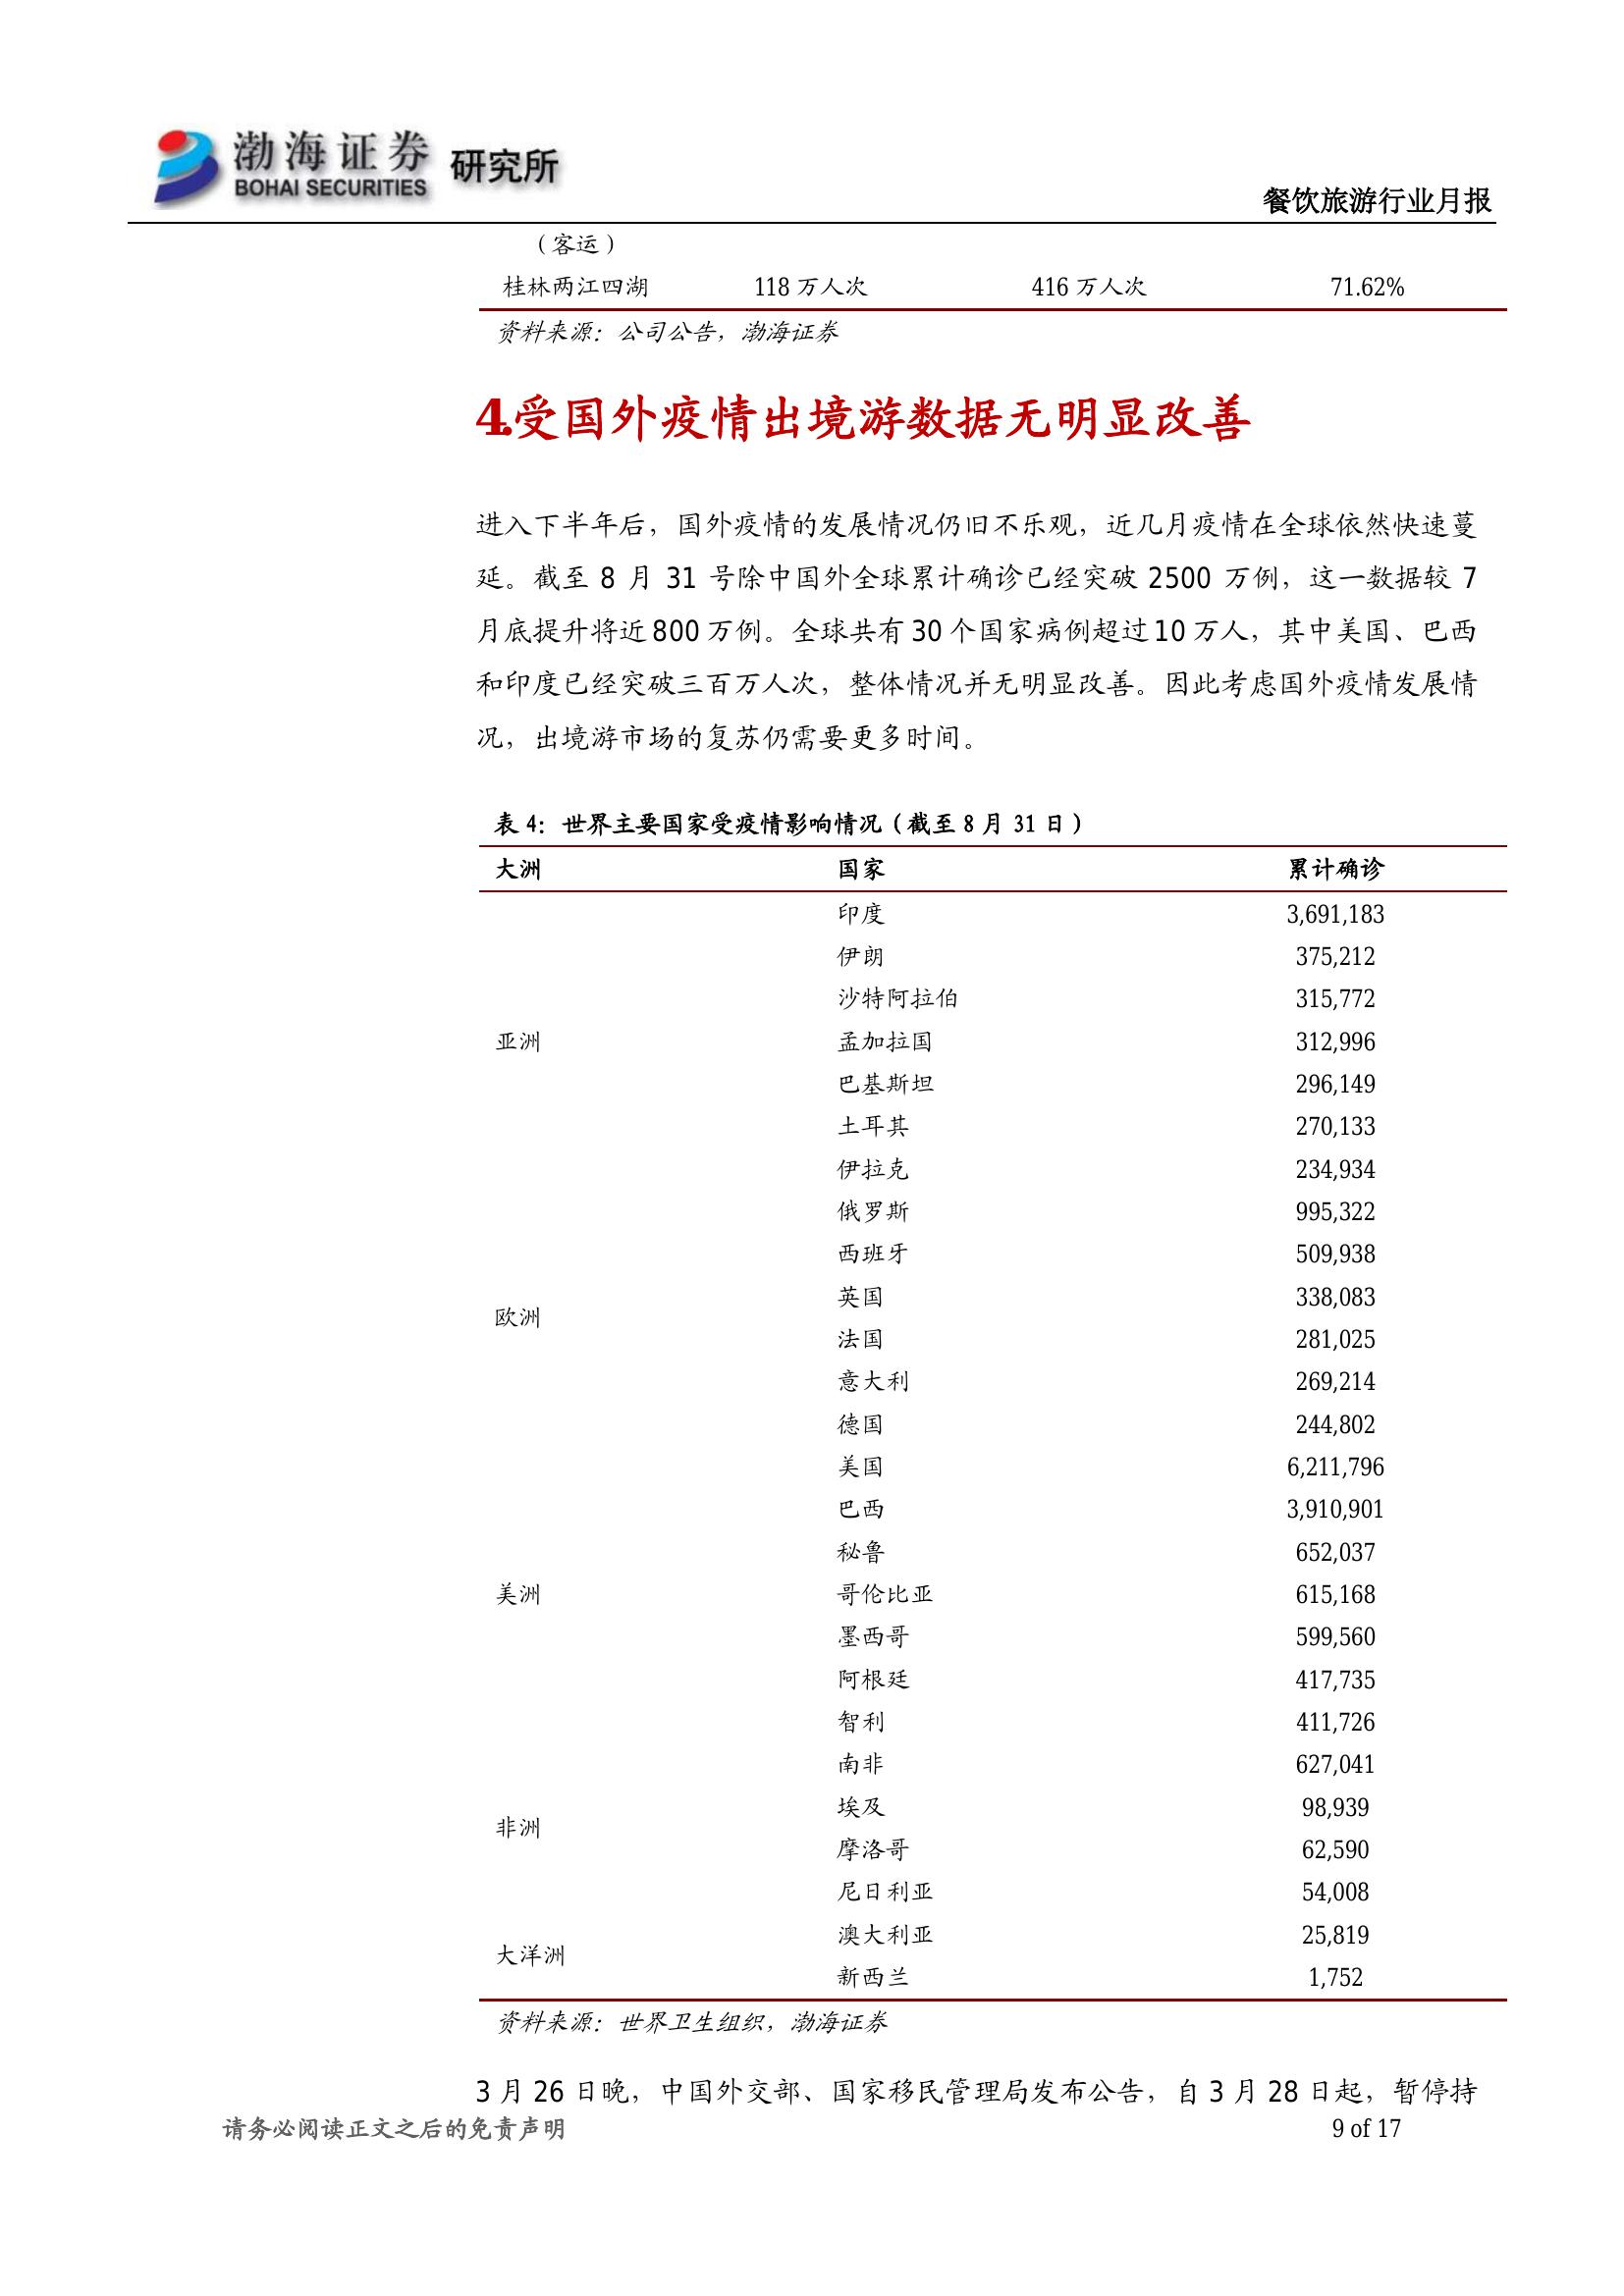 渤海证券 研究所
BOHAI SECURITIES
餐饮旅游行业月报
（客运）
桂林两江四湖 118 万人次 416 万人次 71.62%
资料来源：公司公告，渤海证券
4.受国外疫情出境游数据无明显改善
进入下半年后，国外疫情的发展情况仍旧不乐观，近几月疫情在全球依然快速蔓
延。截至 8 月 31 号除中国外全球累计确诊已经突破 2500 万例，这一数据较 7
月底提升将近 800 万例。全球共有 30 个国家病例超过 10 万人，其中美国、巴西
和印度已经突破三百万人次，整体情况并无明显改善。因此考虑国外疫情发展情
况，出境游市场的复苏仍需要更多时间。
表 4：世界主要国家受疫情影响情况（截至 8 月 31 日）
大洲 国家 累计确诊
印度 3,691,183
伊朗 375,212
沙特阿拉伯 315,772
亚洲 孟加拉国 312,996
巴基斯坦 296,149
土耳其 270,133
伊拉克 234,934
俄罗斯 995,322
西班牙 509,938
英国 338,083
欧洲
法国 281,025
意大利 269,214
德国 244,802
美国 6,211,796
巴西 3,910,901
秘鲁 652,037
美洲 哥伦比亚 615,168
墨西哥 599,560
阿根廷 417,735
智利 411,726
南非 627,041
埃及 98,939
非洲
摩洛哥 62,590
尼日利亚 54,008
澳大利亚 25,819
大洋洲
新西兰 1,752
资料来源：世界卫生组织，渤海证券
3 月 26 日晚，中国外交部、国家移民管理局发布公告，自 3 月 28 日起，暂停持
请务必阅读正文之后的免责声明 9 of 17